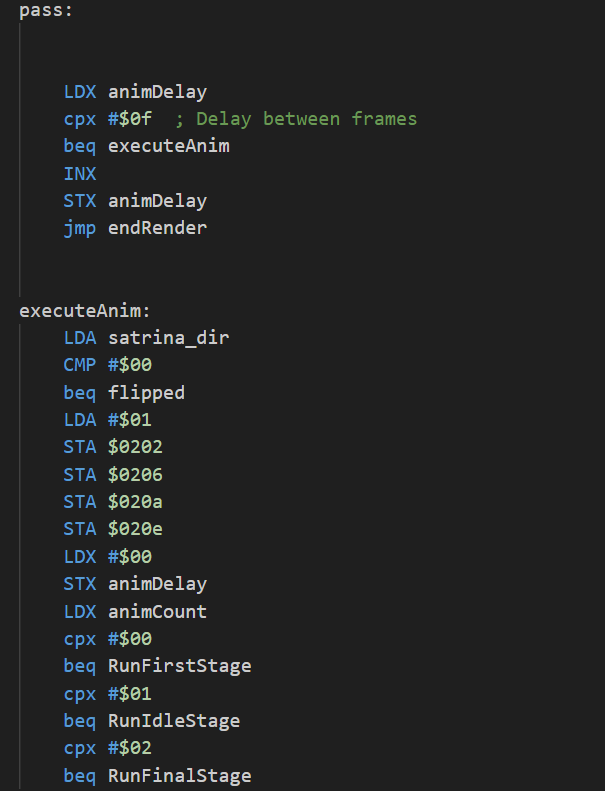 pass:
LDX animDelay
cpx #$0f  ; Delay between frames
beq executeAnim
INX
STX animDelay
jmp endRender
executeAnim:
LDA satrina_dir
CMP #$00
beq flipped
LDA #$01
STA $0202
STA $0206
STA $020a
STA $020e
LDX #$00
STX animDelay
LDX animCount
cpx #$00
beq RunFirstStage
cpx #$01
beq RunIdleStage
cpx #$02
beq RunFinalStage